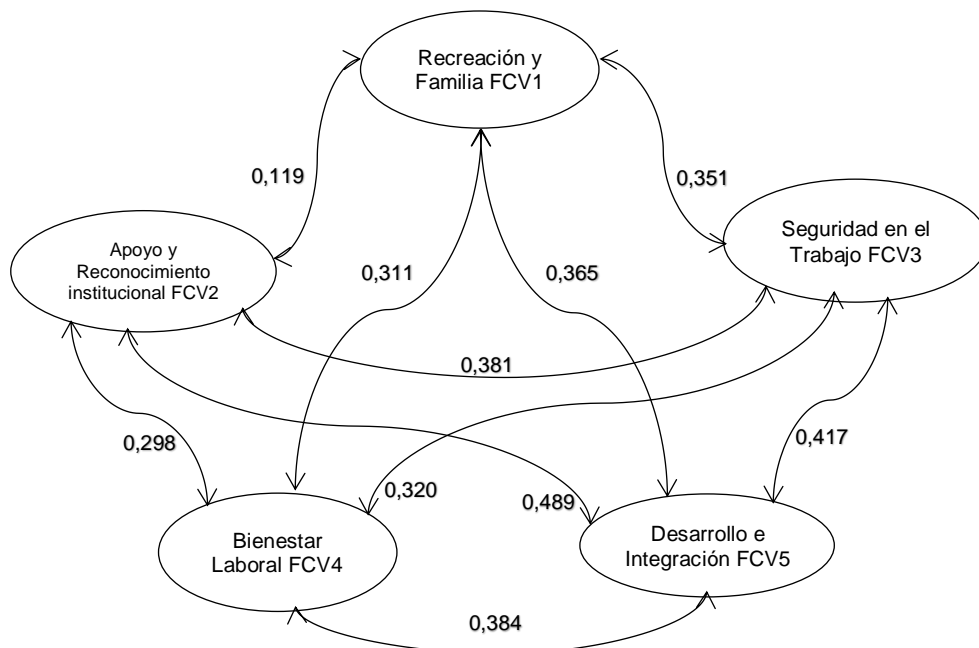 Recreación y
Familia FCV1
0,119
0,351
Apoyo y
Reconocimiento
institucional FCV2
Seguridad en el
Trabajo FCV3
0,311
0,365
0,381
0,298
0,417
0,320
0,489
Bienestar
Laboral FCV4
Desarrollo e
Integración FCV5
0,384